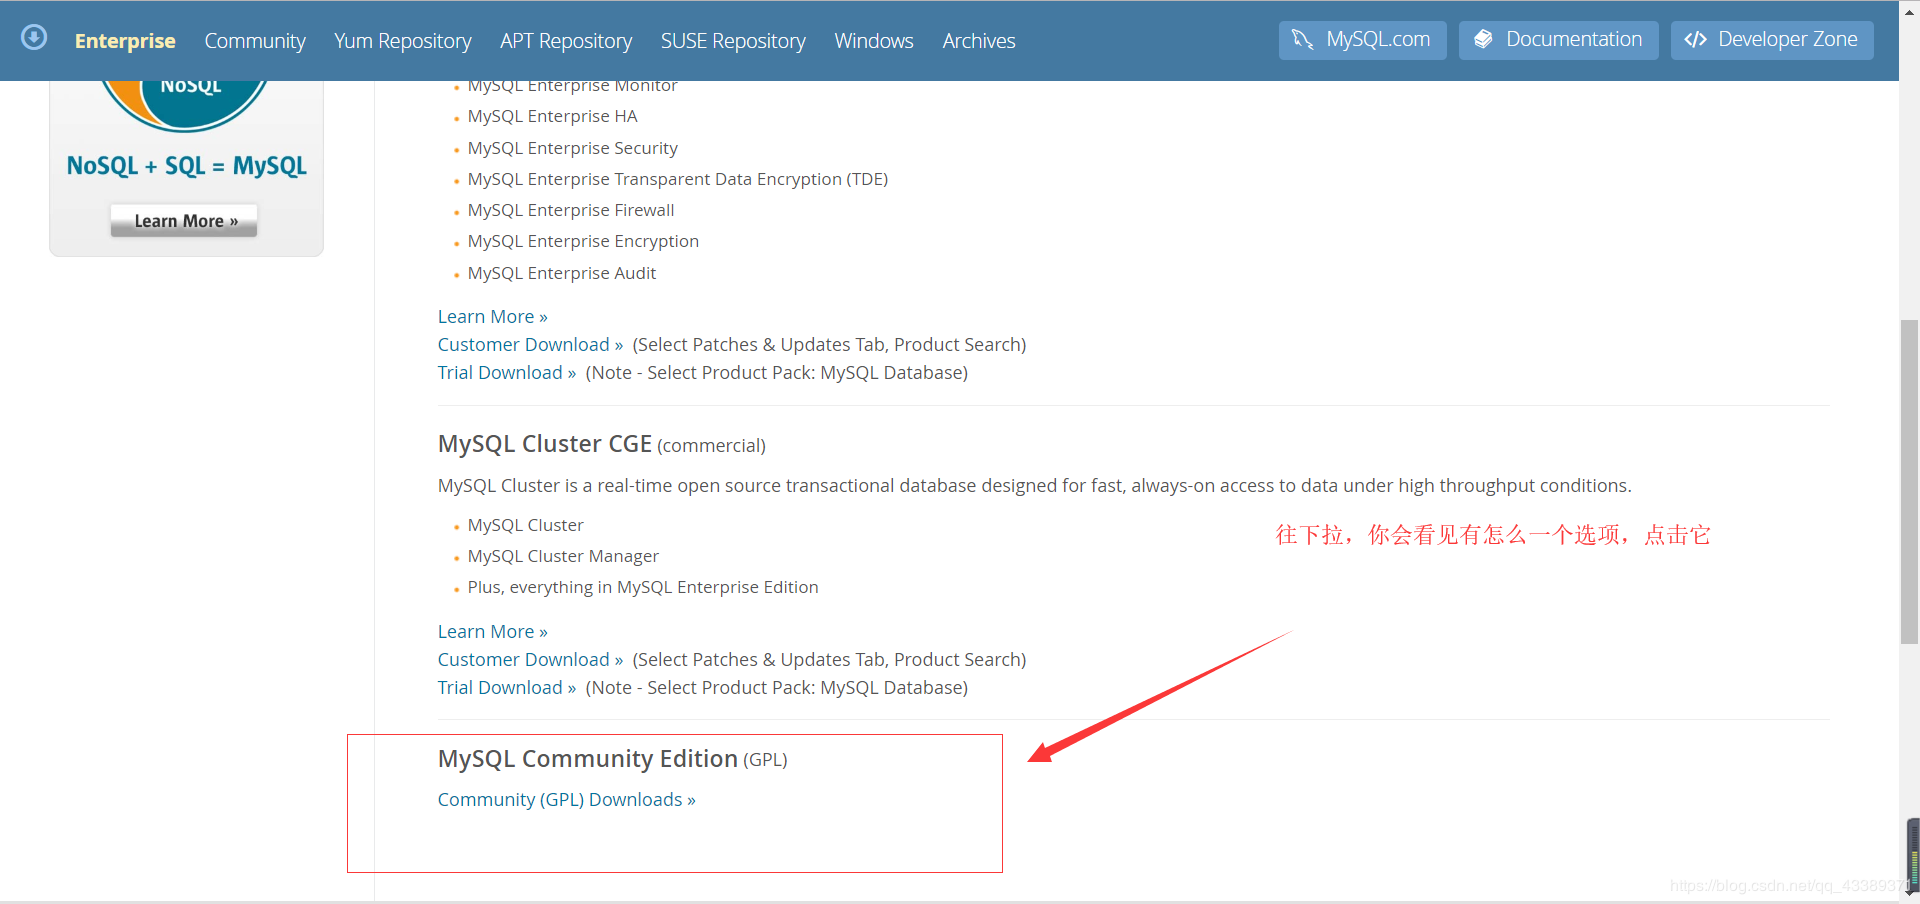 Enterprise Community Yum Repository APT Repository SUSE Repository Windows Archives MySQL.com Documentation Developer Zone
NoSQL
NoSQL + SQL = MySQL
Learn More »
MySQL Enterprise Monitor
MySQL Enterprise HA
MySQL Enterprise Security
MySQL Enterprise Transparent Data Encryption (TDE)
MySQL Enterprise Firewall
MySQL Enterprise Encryption
MySQL Enterprise Audit
Learn More »
Customer Download » (Select Patches & Updates Tab, Product Search)
Trial Download » (Note - Select Product Pack: MySQL Database)
MySQL Cluster CGE (commercial)
MySQL Cluster is a real-time open source transactional database designed for fast, always-on access to data under high throughput conditions.
MySQL Cluster
MySQL Cluster Manager
Plus, everything in MySQL Enterprise Edition
往下拉，你会看见有怎么一个选项，点击它
Learn More »
Customer Download » (Select Patches & Updates Tab, Product Search)
Trial Download » (Note - Select Product Pack: MySQL Database)
MySQL Community Edition (GPL)
Community (GPL) Downloads »